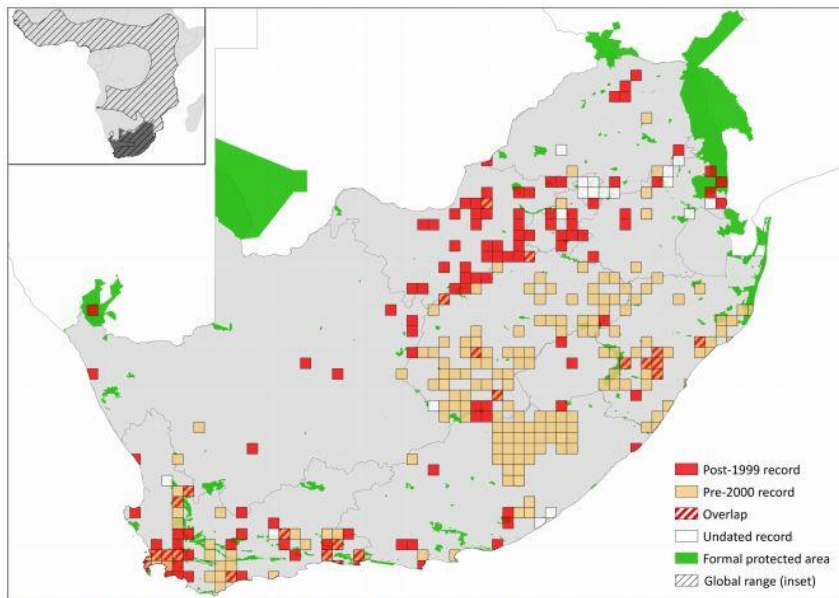 Post-1999 record
Pre-2000 record
Overlap
Undated record
Formal protected area
Global range (inset)